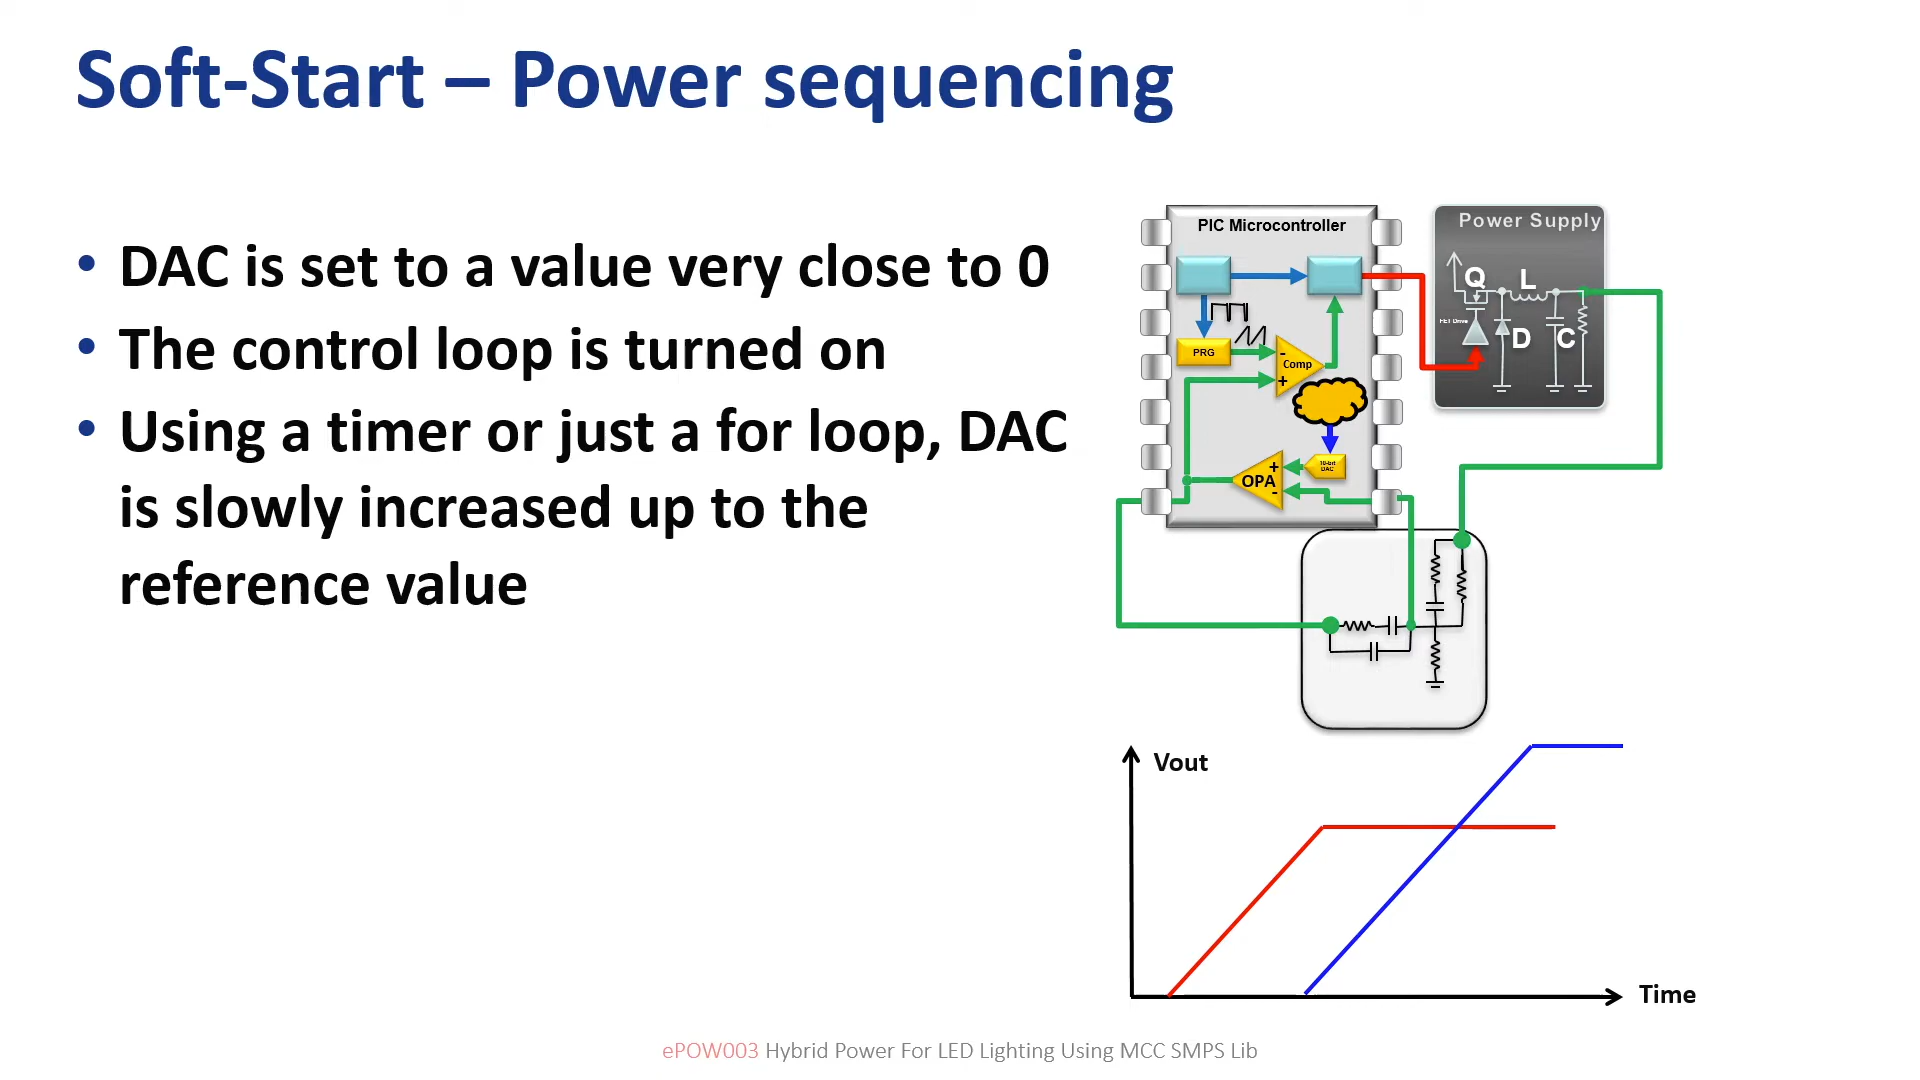 Soft-Start – Power sequencing
• DAC is set to a value very close to 0
• The control loop is turned on
• Using a timer or just a for loop, DAC
is slowly increased up to the
reference value
PIC Microcontroller
PRG
-
Comp
+
10-bit
DAC
+
OPA
-
Power Supply
Q
L
FET Drive
D
C
Vout
Time
ePOW003 Hybrid Power For LED Lighting Using MCC SMPS Lib